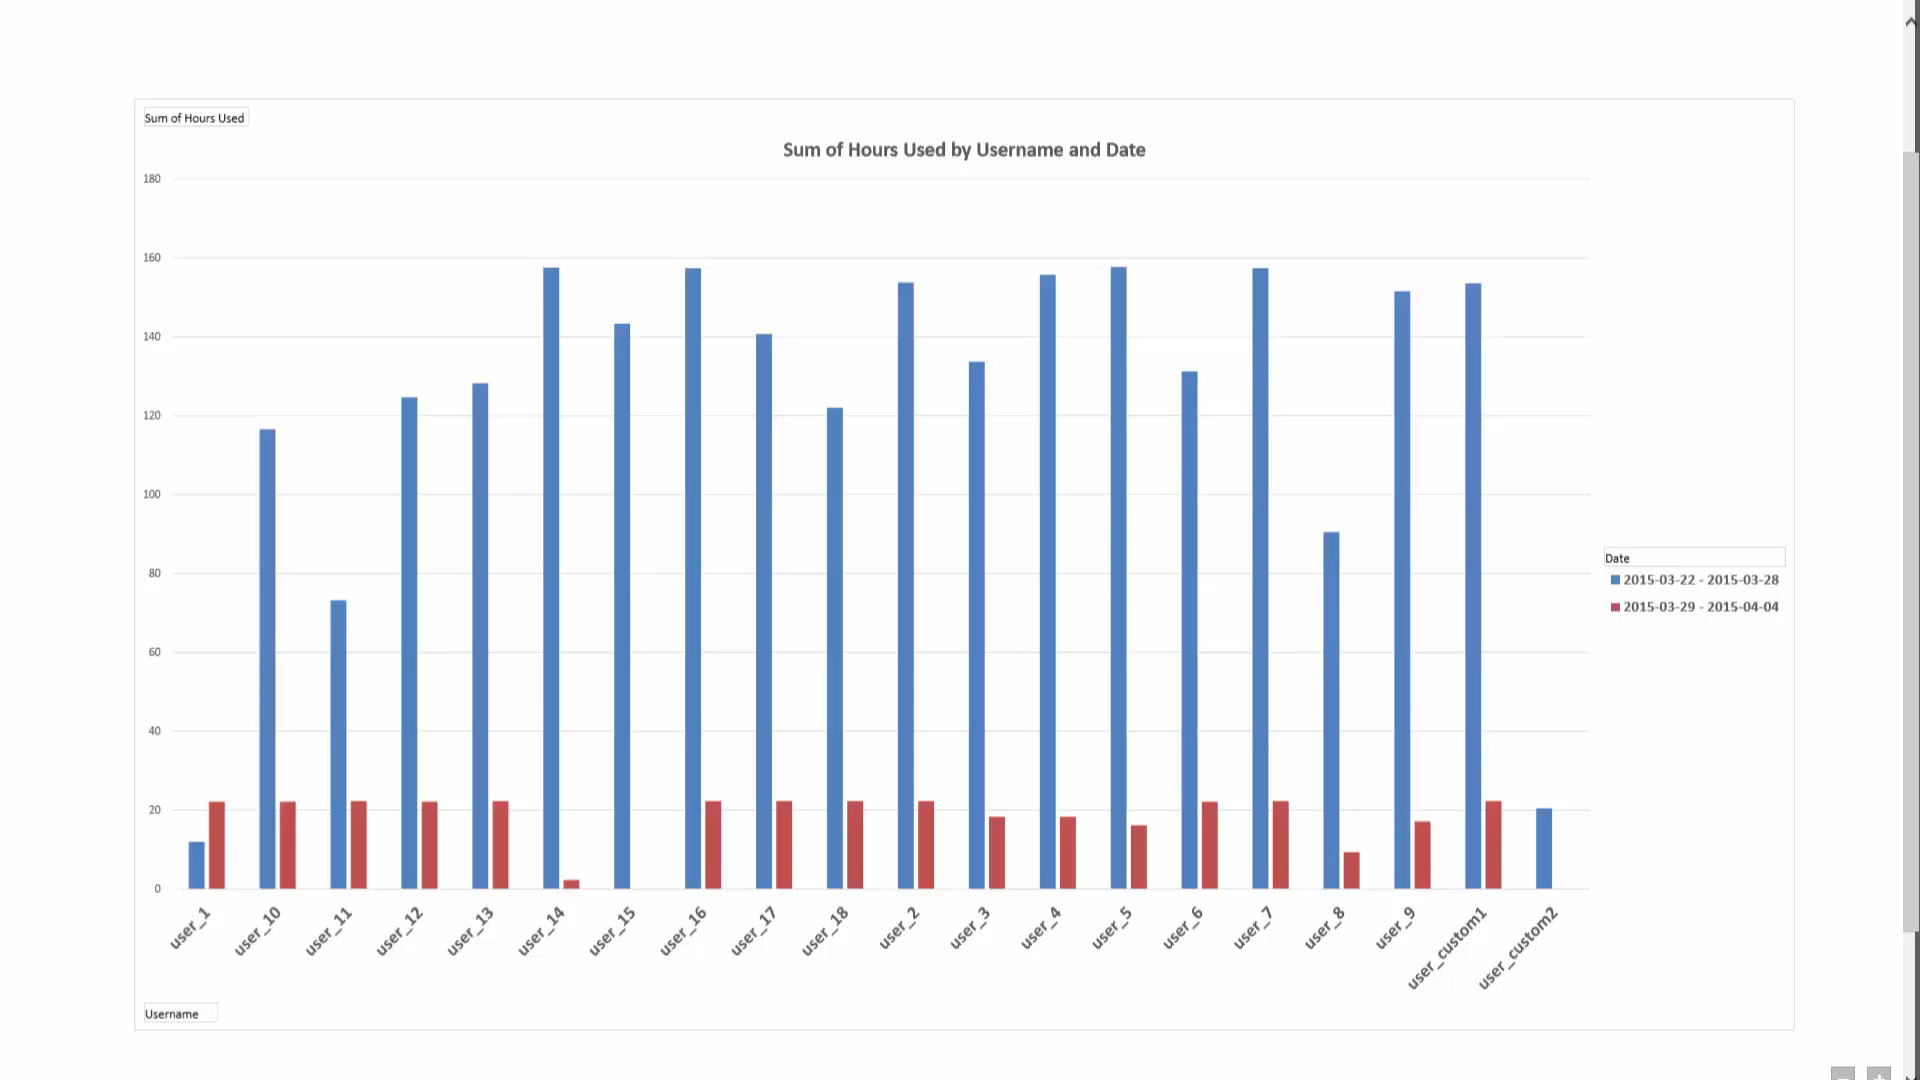 Sum of Hours Used
Sum of Hours Used by Username and Date
180
160
140
120
100
80
60
40
20
0
user_1
user_10
user_11
user_12
user_13
user_14
user_15
user_16
user_17
user_18
user_2
user_3
user_4
user_5
user_6
user_7
user_8
user_9
user_custom1
user_custom2
Date
2015-03-22 - 2015-03-28
2015-03-29 - 2015-04-04
Username